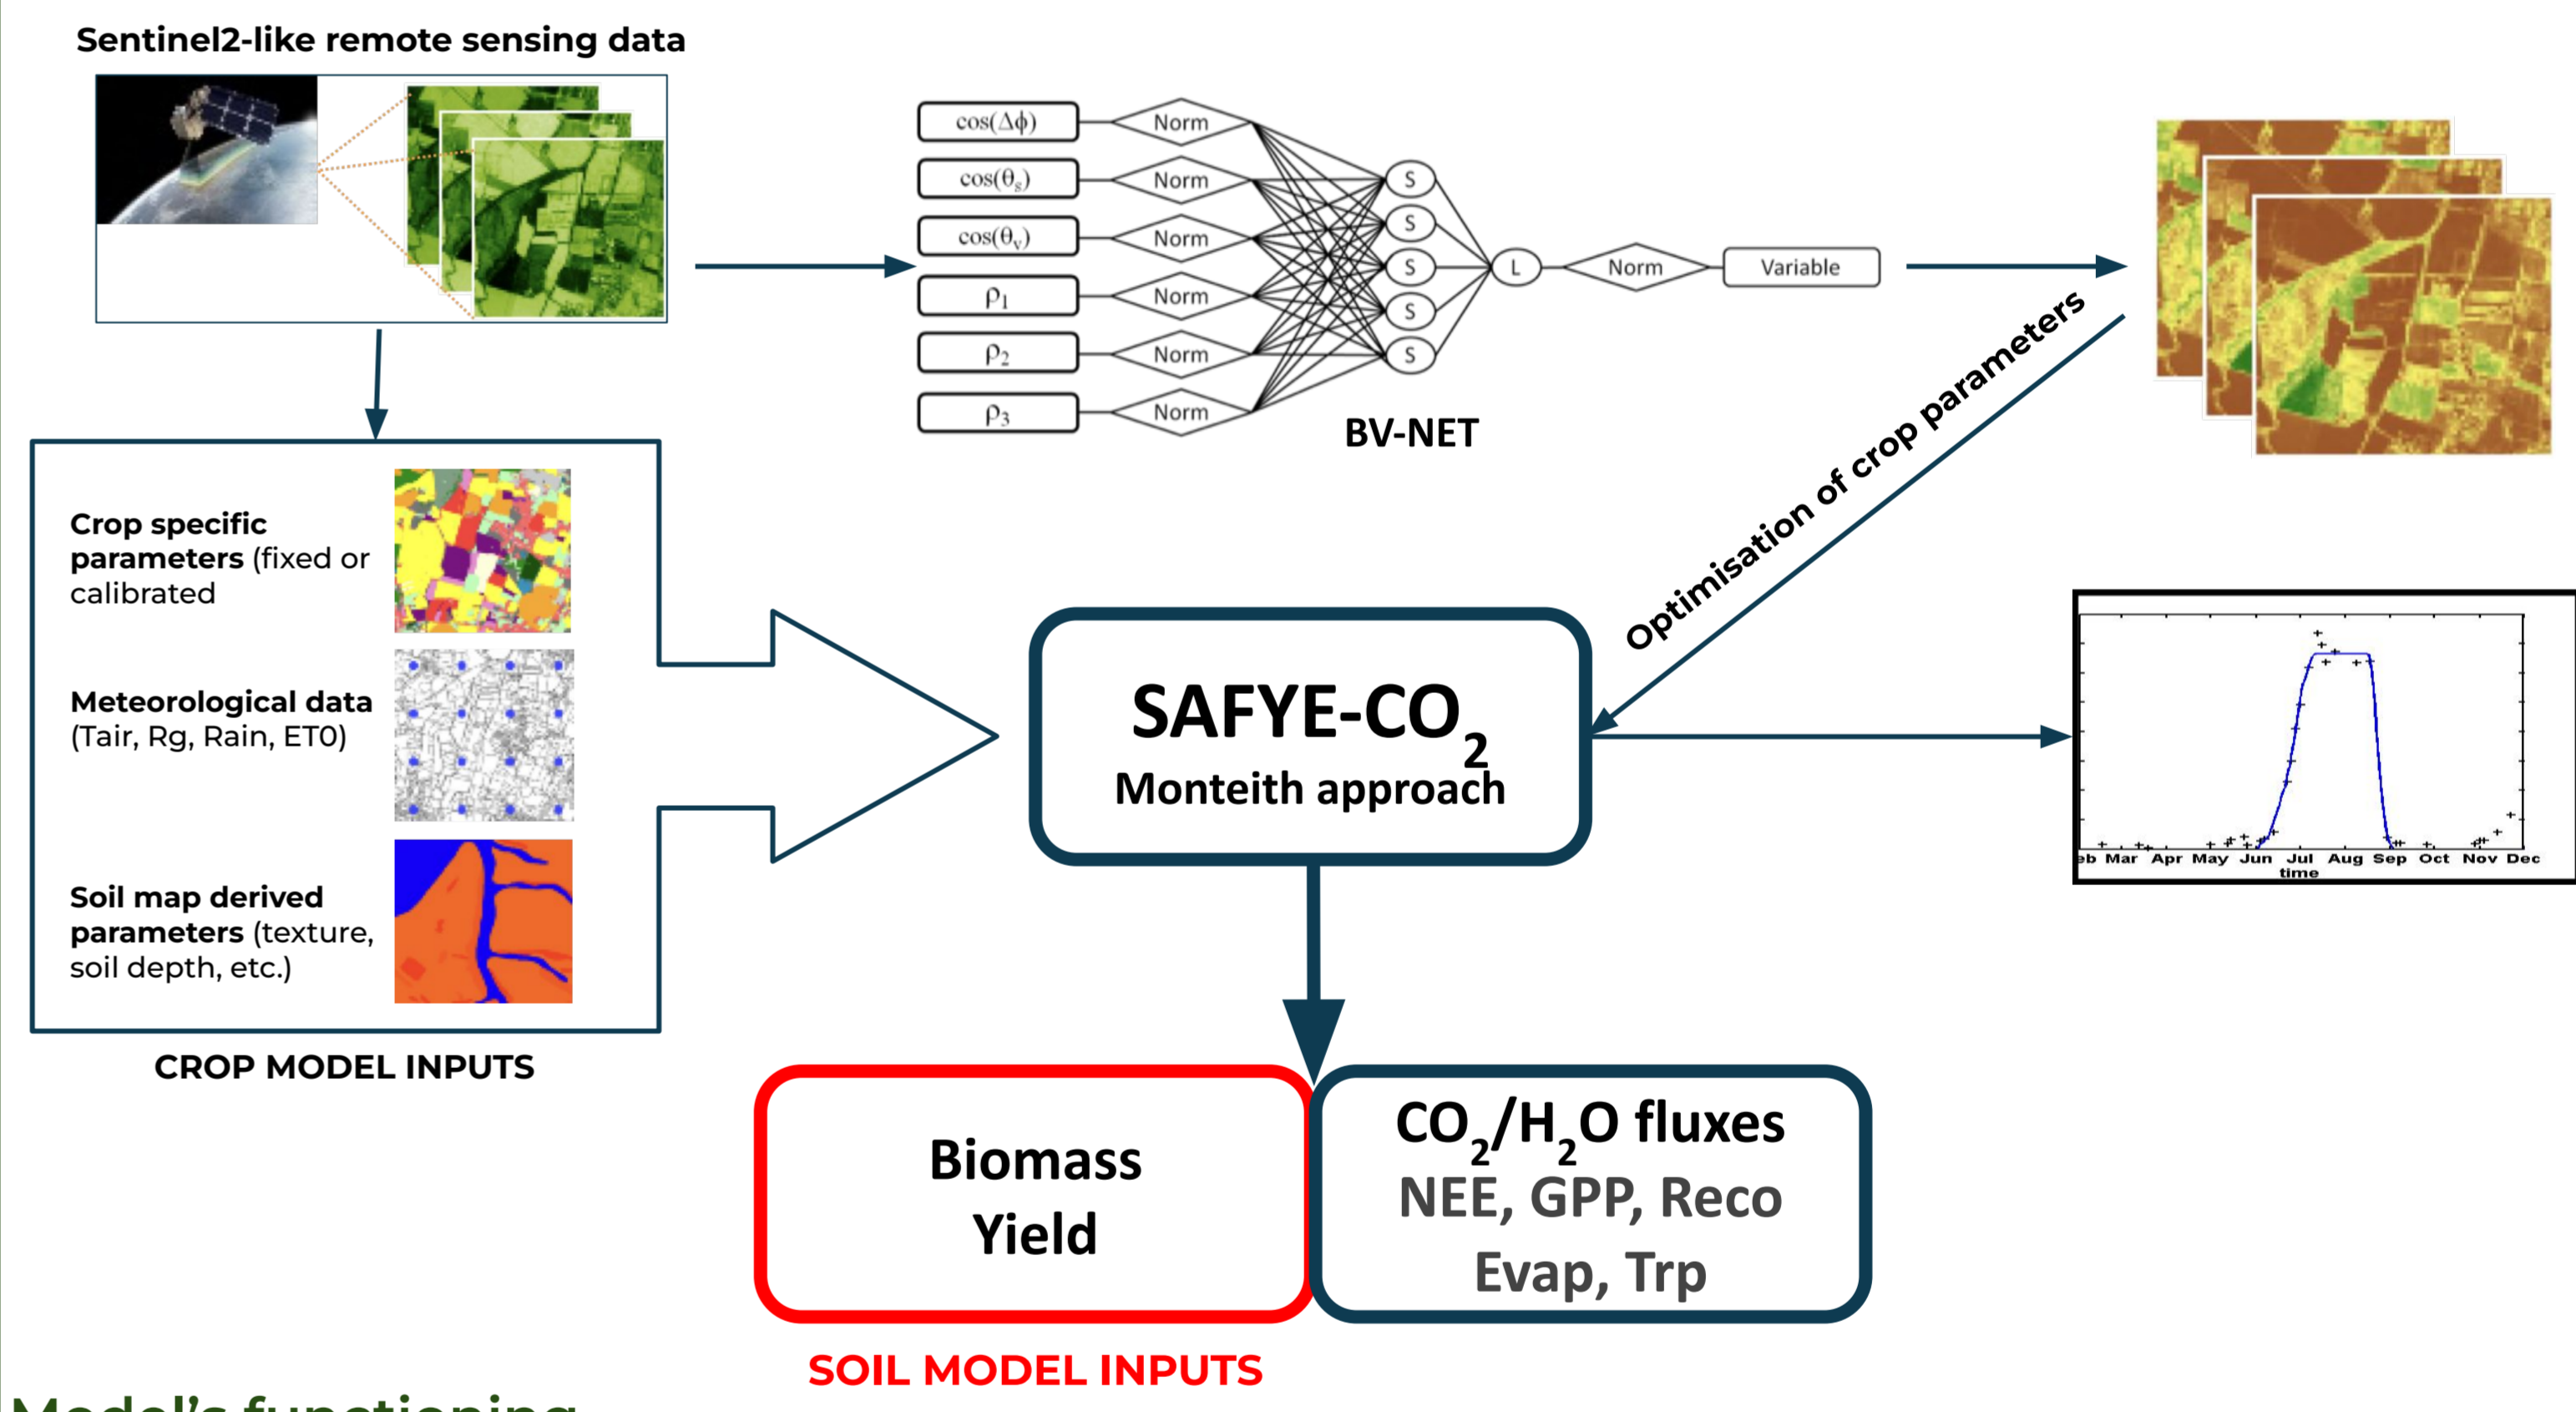 Sentinel2-like remote sensing data
cos(Δϕ)
Norm
cos(θs)
Norm
cos(θv)
Norm
ρ1
Norm
ρ2
Norm
ρ3
Norm
S
S
S
S
S
L
Norm
Variable
BV-NET
Optimisation of crop parameters
Crop specific
parameters (fixed or
calibrated
Meteorological data
(Tair, Rg, Rain, ET0)
Soil map derived
parameters (texture,
soil depth, etc.)
CROP MODEL INPUTS
SAFYE-CO2
Monteith approach
eb Mar Apr May Jun Jul Aug Sep Oct Nov Dec
time
Biomass
Yield
CO2/H2O fluxes
NEE, GPP, Reco
Evap, Trp
SOIL MODEL INPUTS
Model's functioning